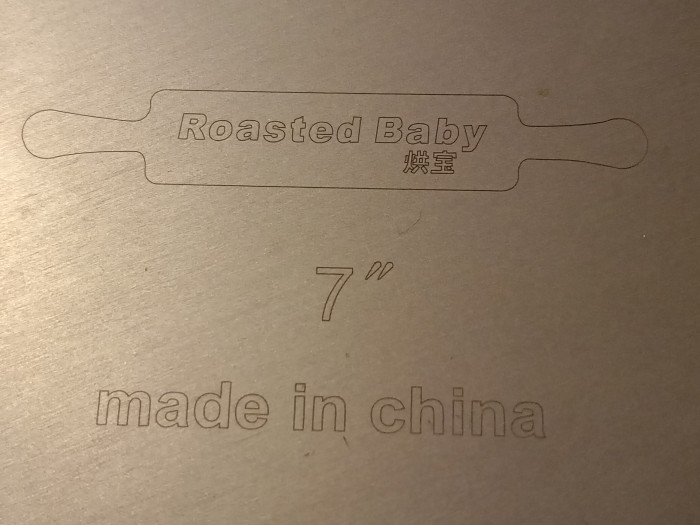 Roasted Baby
烘宝
7"
made in china